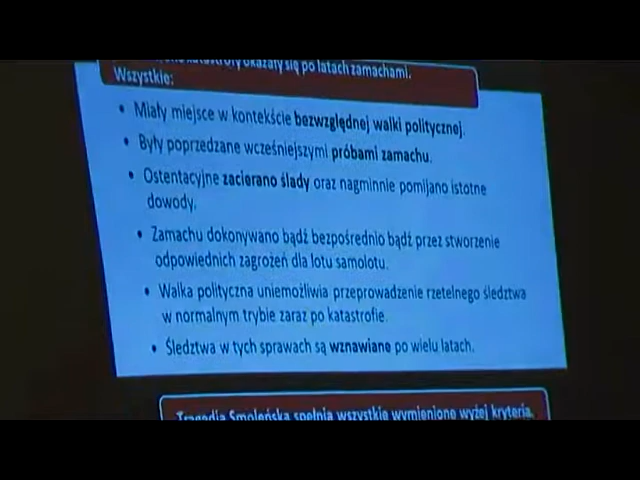 katastrofy okazały się po latach zamachami.
Wszystkie:
• Miały miejsce w kontekście bezwzględnej walki politycznej.
• Były poprzedzane wcześniejszymi próbami zamachu.
• Ostentacyjne zacierano ślady oraz nagminnie pomijano istotne
dowody.
• Zamachu dokonywano bądź bezpośrednio bądź przez stworzenie
odpowiednich zagrożeń dla lotu samolotu.
• Walka polityczna uniemożliwia przeprowadzenie rzetelnego śledztwa
w normalnym trybie zaraz po katastrofie.
• Śledztwa w tych sprawach są wznawiane po wielu latach.
Tragedia Smoleńska spełnia wszystkie wymienione wyżej kryteria.